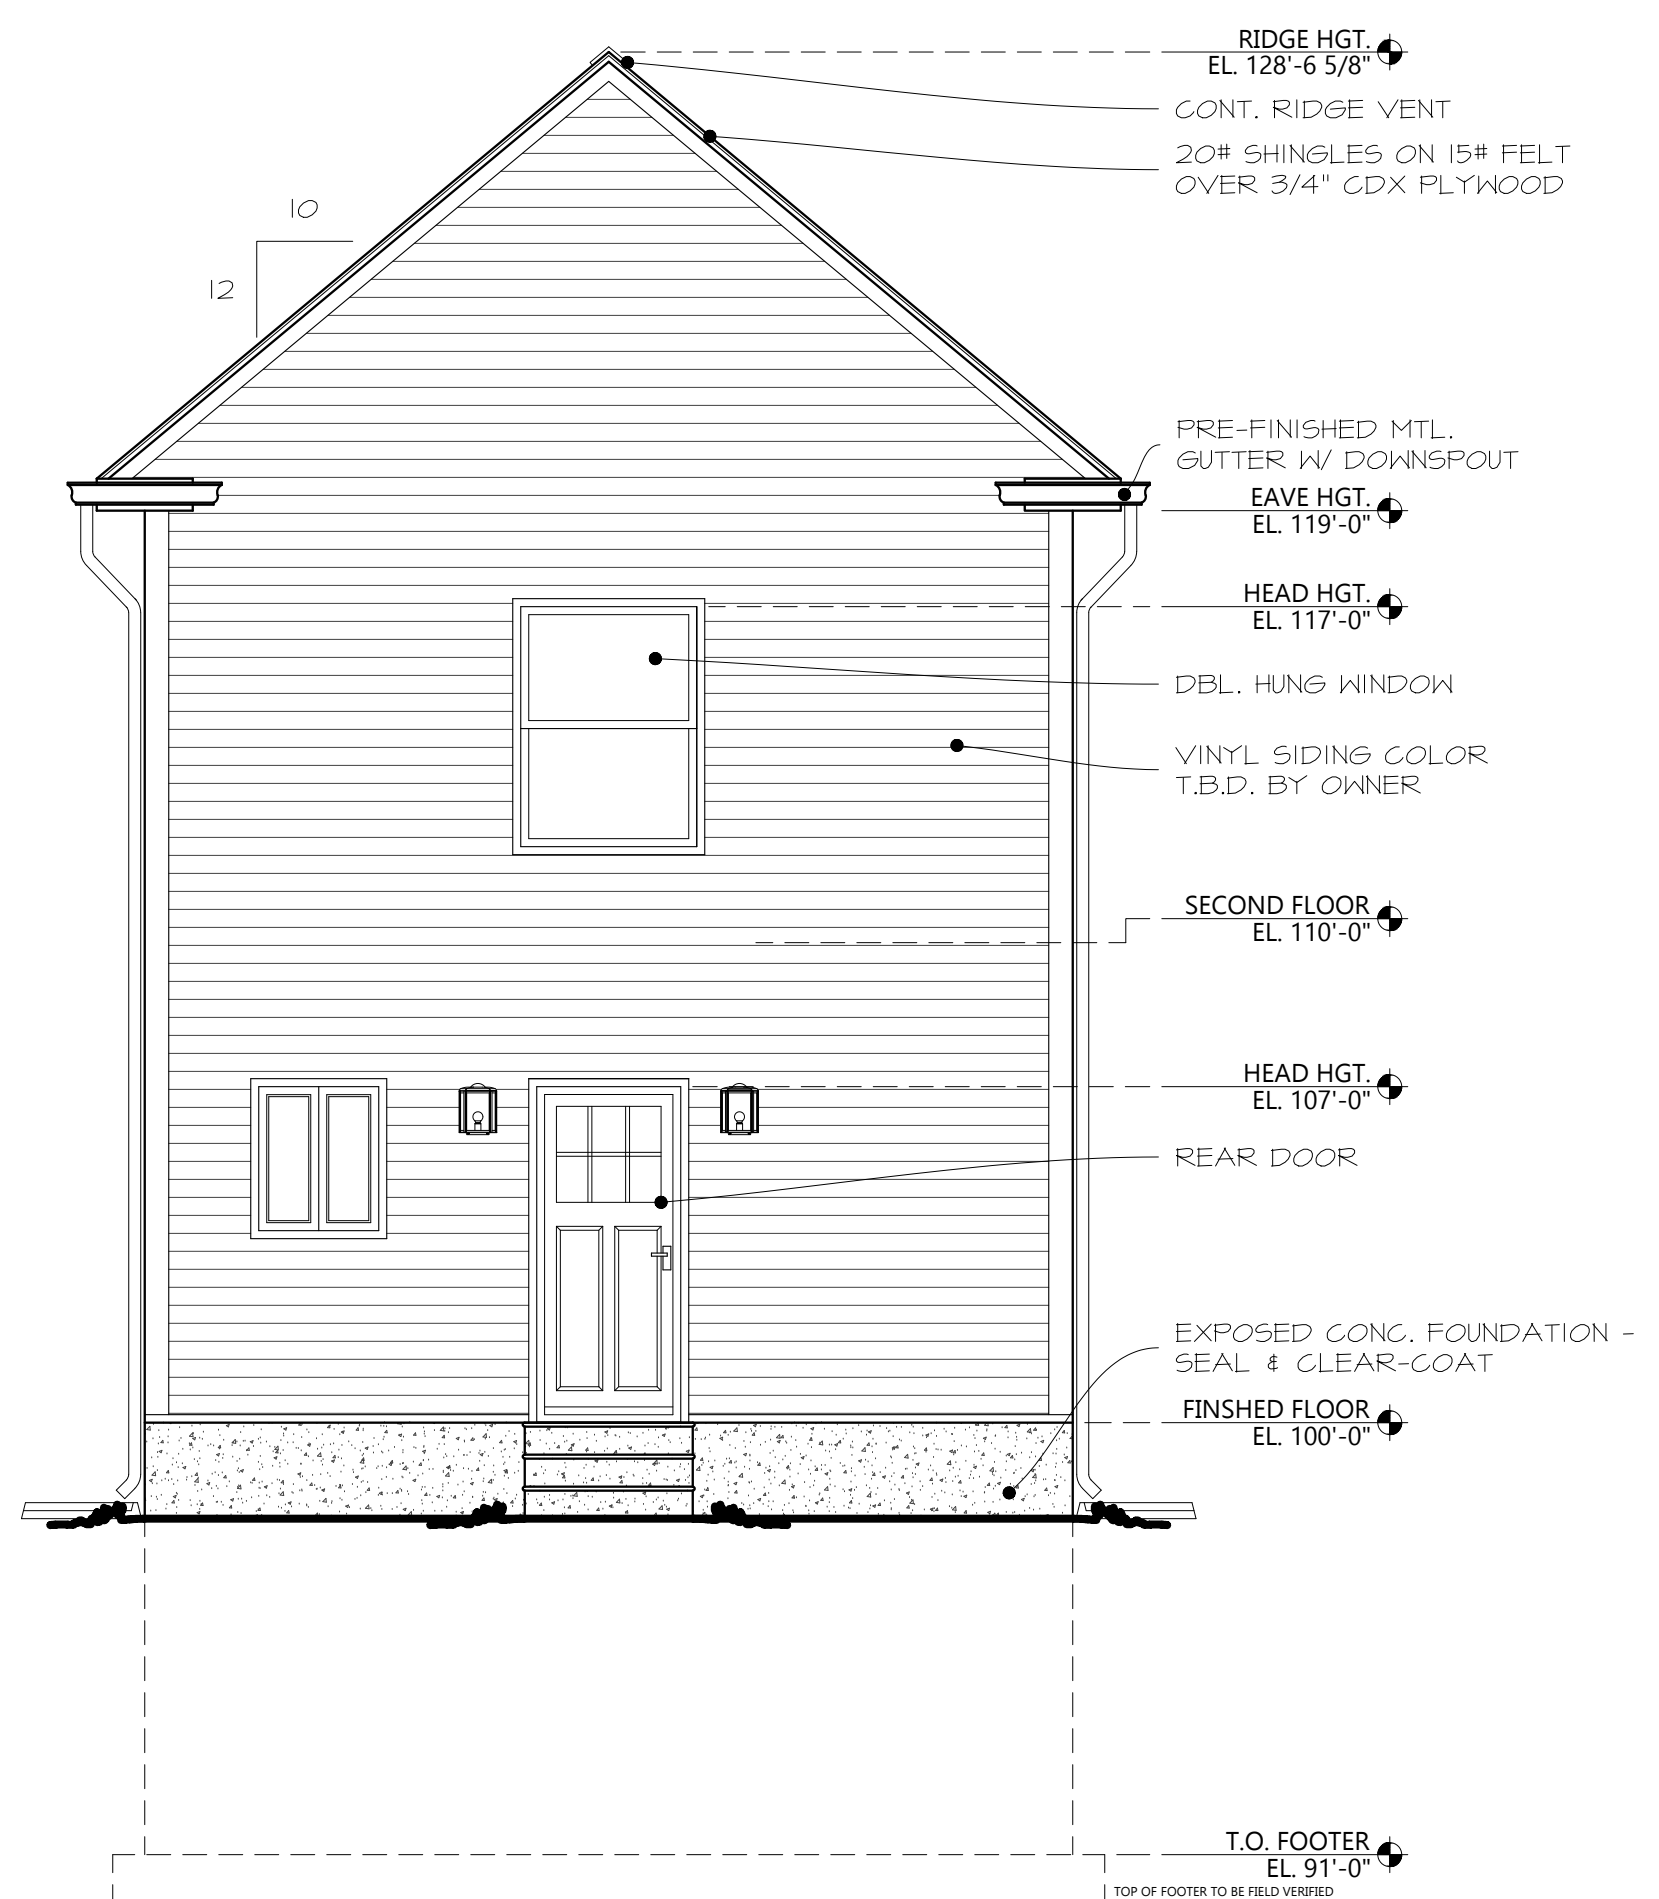 RIDGE HGT.
EL. 128'-6 5/8"
CONT. RIDGE VENT
20# SHINGLES ON 15# FELT
OVER 3/4" CDX PLYWOOD
10
12
PRE-FINISHED MTL.
GUTTER W/ DOWNSPOUT
EAVE HGT.
EL. 119'-0"
HEAD HGT.
EL. 117'-0"
DBL. HUNG WINDOW
VINYL SIDING COLOR
T.B.D. BY OWNER
SECOND FLOOR
EL. 110'-0"
HEAD HGT.
EL. 107'-0"
REAR DOOR
EXPOSED CONC. FOUNDATION -
SEAL & CLEAR-COAT
FINSHED FLOOR
EL. 100'-0"
T.O. FOOTER
EL. 91'-0"
TOP OF FOOTER TO BE FIELD VERIFIED